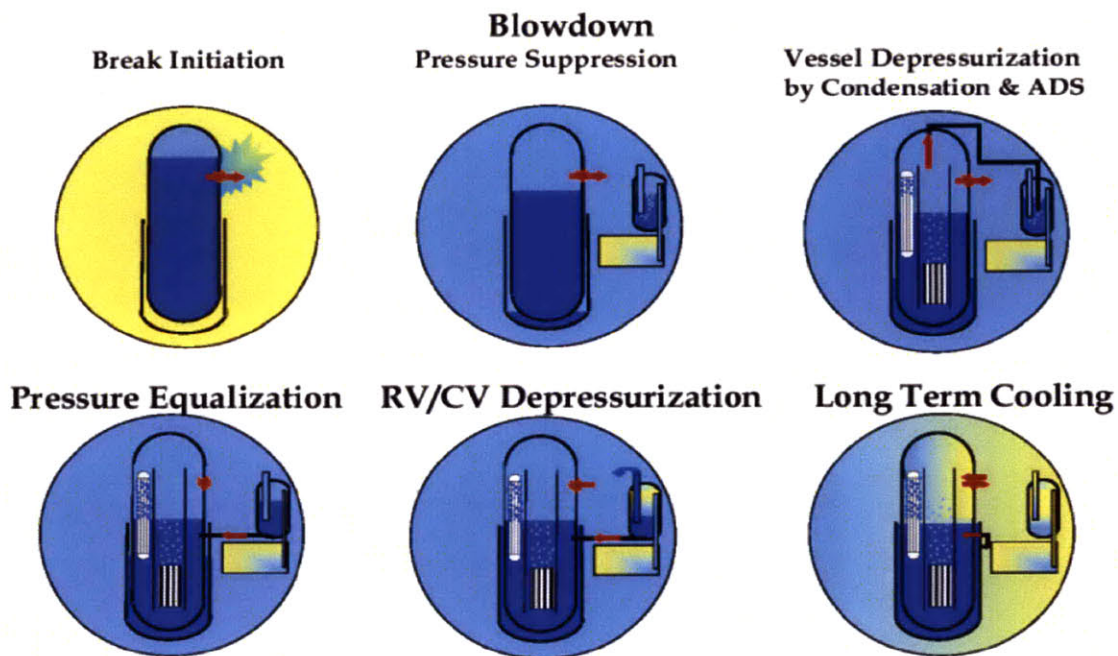 Blowdown
Break Initiation
Pressure Suppression
Vessel Depressurization
by Condensation & ADS
Pressure Equalization
RV/CV Depressurization
Long Term Cooling